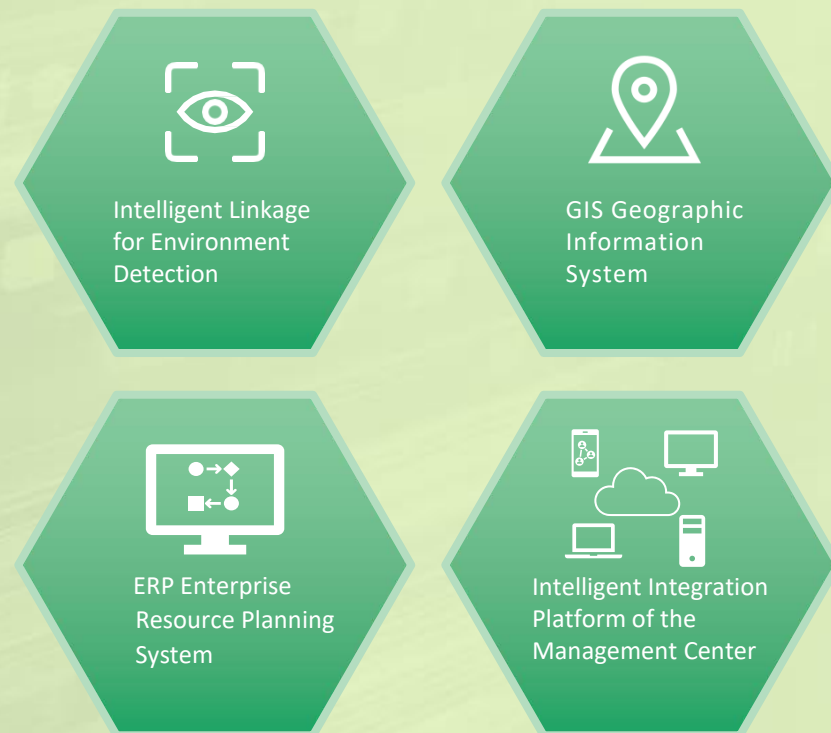 Intelligent Linkage
for Environment
Detection
GIS Geographic
Information
System
ERP Enterprise
Resource Planning
System
Intelligent Integration
Platform of the
Management Center